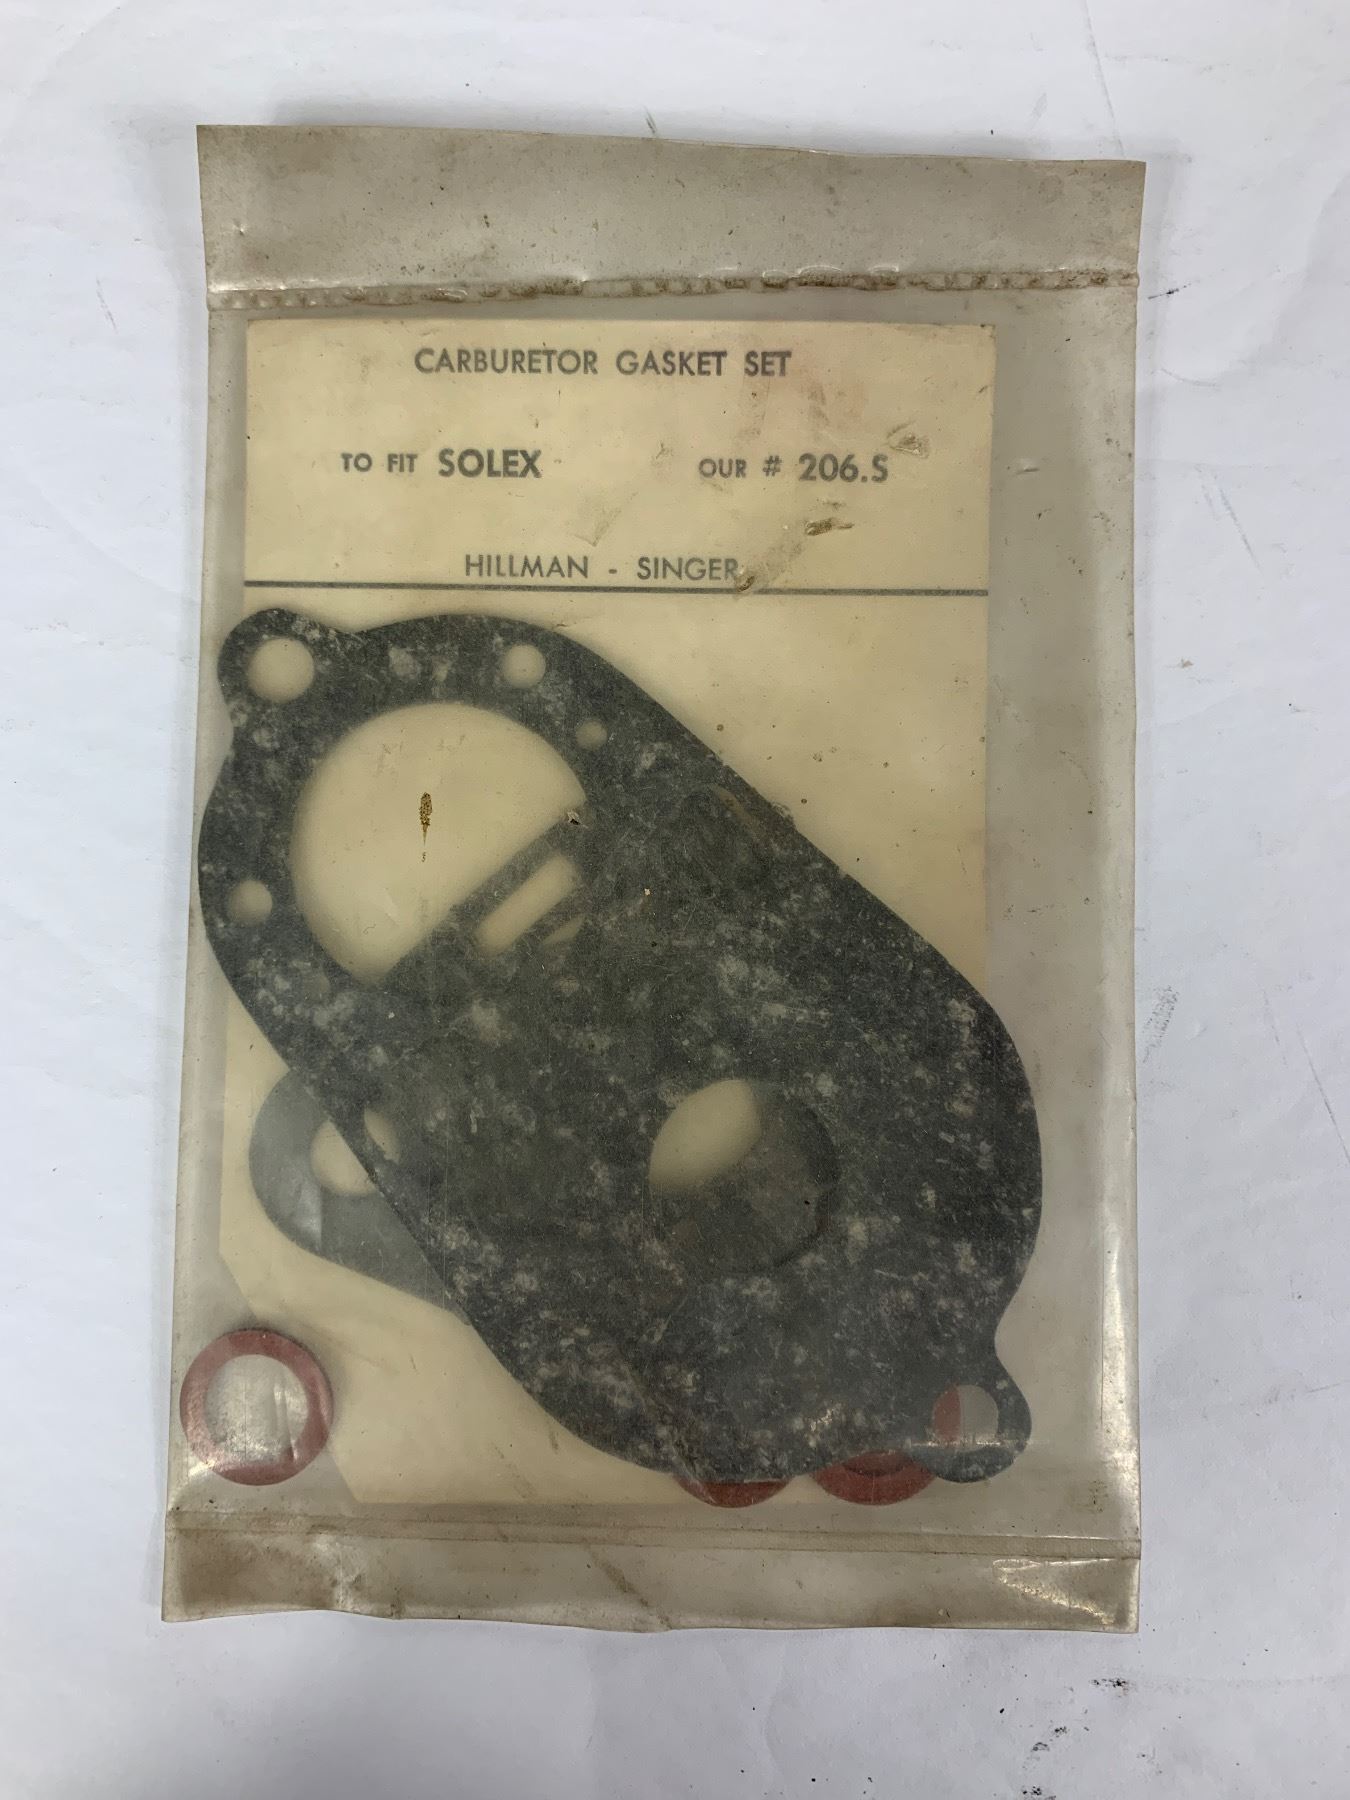 CARBURETOR GASKET SET
TO FIT SOLEX OUR # 206.S
HILLMAN - SINGER